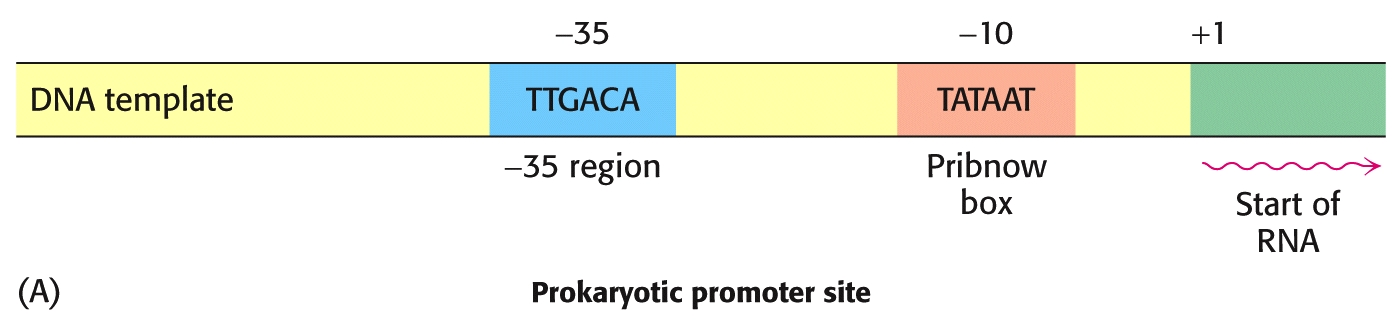 −35 −10 +1
DNA template TTGACA TATAAT
−35 region Pribnow
box
Start of
RNA
(A) Prokaryotic promoter site